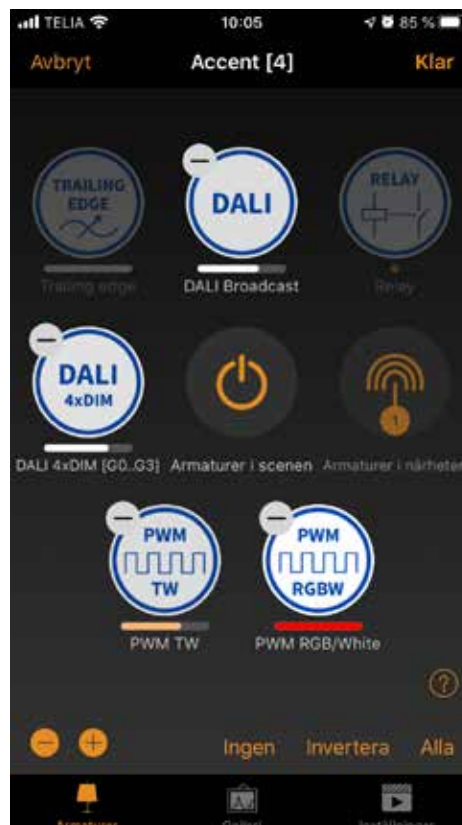 TELIA 10:05 85 %
Avbryt Accent [4] Klar
TRAILING
EDGE
DALI
RELAY
Trailing edge DALI Broadcast Relay
DALI
4xDIM
1
DALI 4xDIM [G0..G3] Armaturer i scenen Armaturer i närheten
PWM
TW
PWM
RGBW
PWM TW PWM RGB/White
?
Ingen Invertera Alla
Armaturer Galleri Inställningar